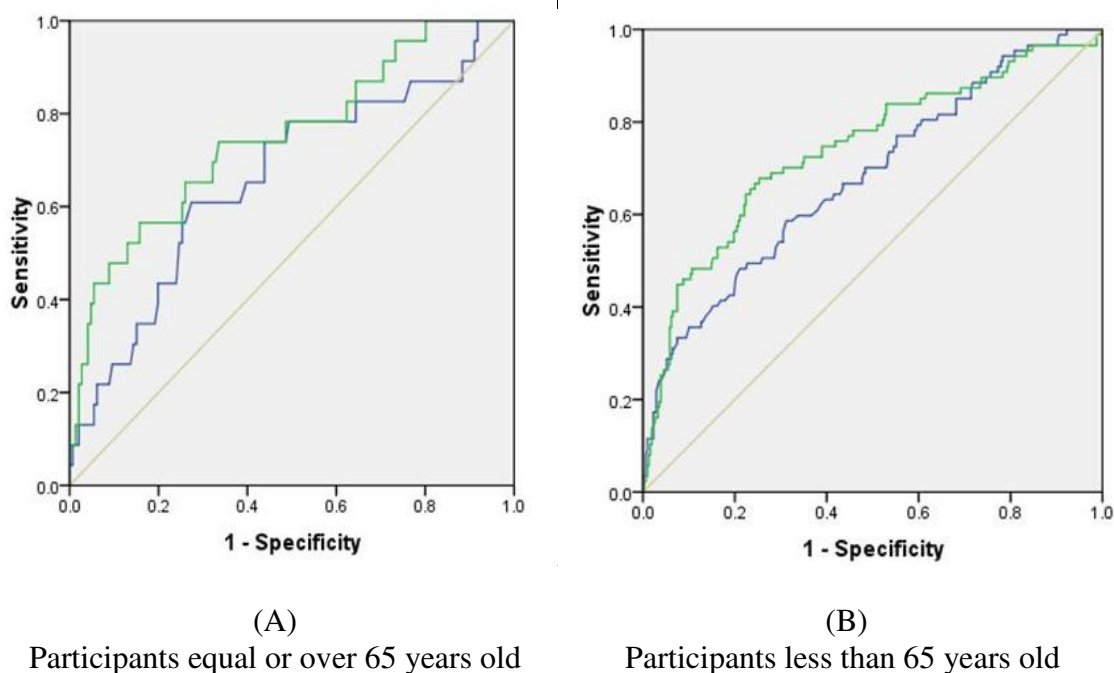 1.0
0.8
0.6
0.4
0.2
0.0
Sensitivity
0.0 0.2 0.4 0.6 0.8 1.0
1 - Specificity
(A)
Participants equal or over 65 years old
1.0
0.8
0.6
0.4
0.2
0.0
Sensitivity
0.0 0.2 0.4 0.6 0.8 1.0
1 - Specificity
(B)
Participants less than 65 years old